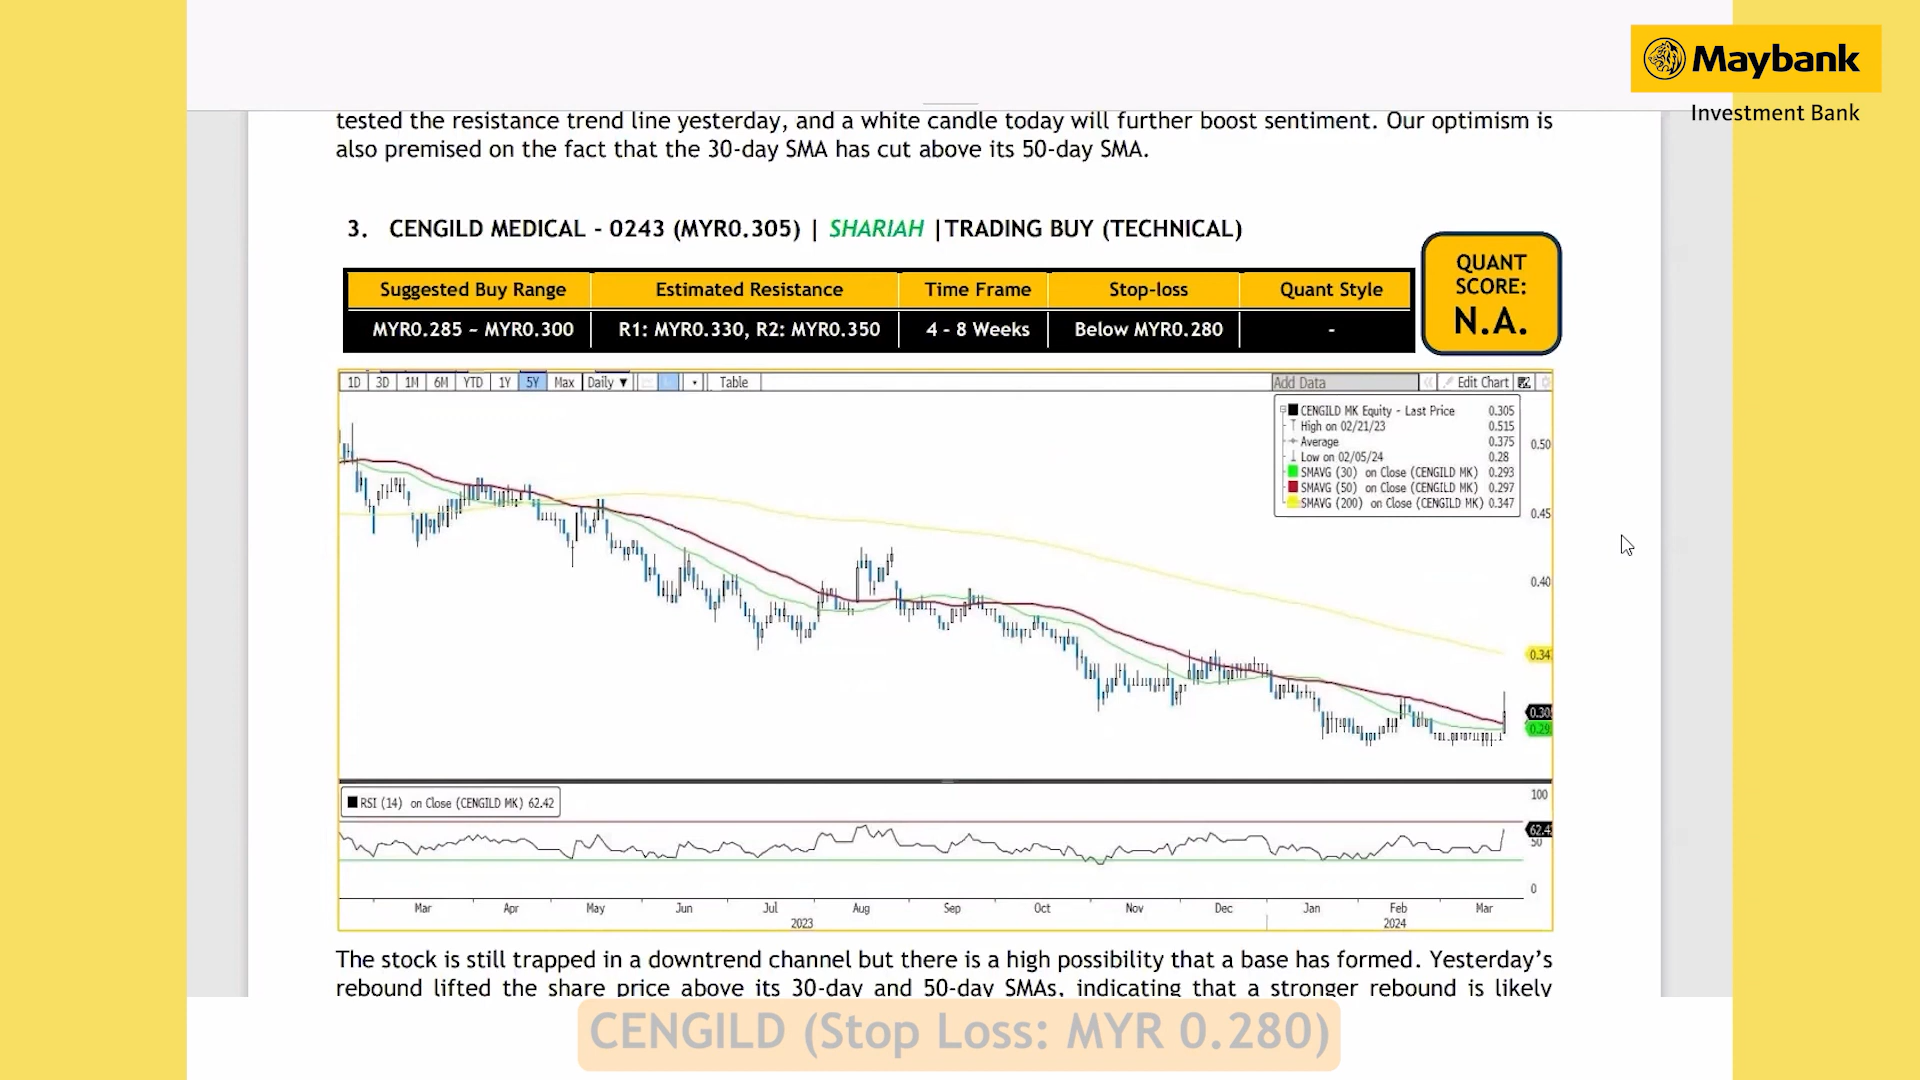 Maybank
Investment Bank
tested the resistance trend line yesterday, and a white candle today will further boost sentiment. Our optimism is
also premised on the fact that the 30-day SMA has cut above its 50-day SMA.
3. CENGILD MEDICAL - 0243 (MYR0.305) | SHARIAH |TRADING BUY (TECHNICAL)
QUANT
SCORE:
N.A.
Suggested Buy Range Estimated Resistance Time Frame Stop-loss Quant Style
MYR0.285 ~ MYR0.300 R1: MYR0.330, R2: MYR0.350 4 - 8 Weeks Below MYR0.280 -
1D 3D 1M 6M YTD 1Y 5Y Max Daily ▼ Table Add Data « Edit Chart
CENGILD MK Equity - Last Price 0.305
High on 02/21/23 0.515
Average 0.375
Low on 02/05/24 0.28
SMAVG (30) on Close (CENGILD MK) 0.293
SMAVG (50) on Close (CENGILD MK) 0.297
SMAVG (200) on Close (CENGILD MK) 0.347
0.50
0.45
0.40
0.34
0.30
0.29
RSI (14) on Close (CENGILD MK) 62.42
100
62.4
50
0
Mar Apr May Jun Jul Aug Sep Oct Nov Dec Jan Feb Mar
2023 2024
The stock is still trapped in a downtrend channel but there is a high possibility that a base has formed. Yesterday's
rebound lifted the share price above its 30-day and 50-day SMAs, indicating that a stronger rebound is likely
CENGILD (Stop Loss: MYR 0.280)